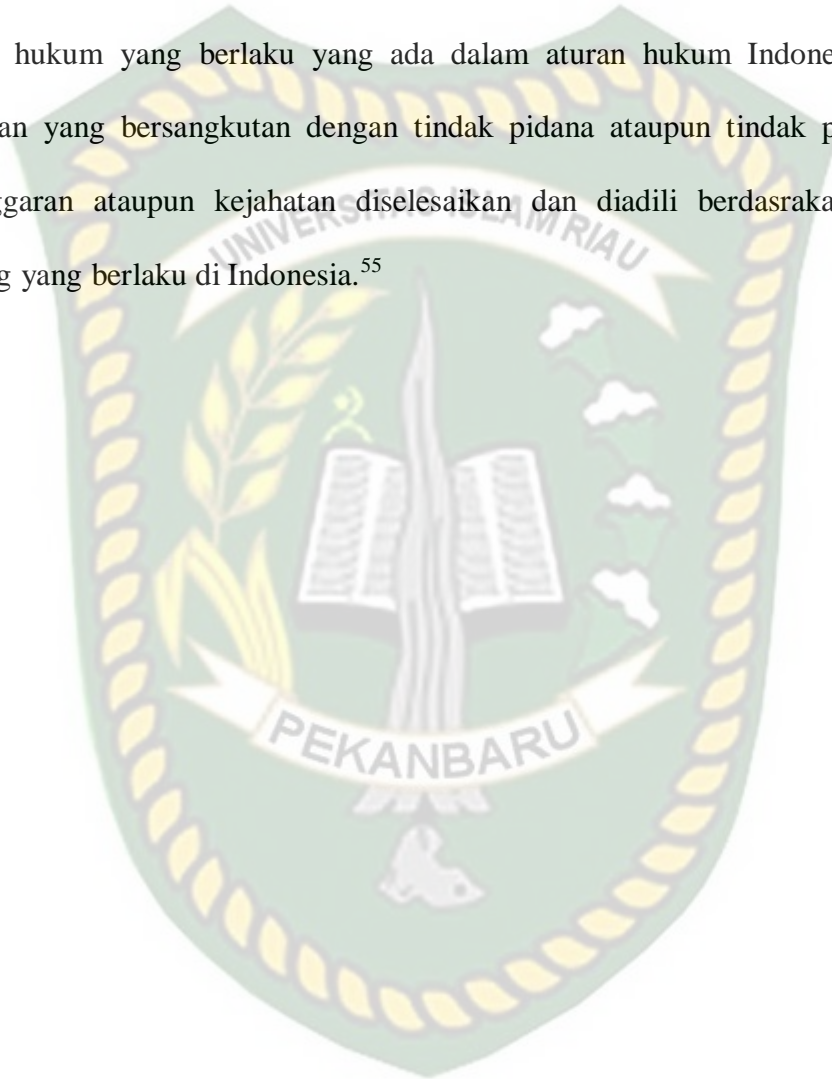 hukum yang berlaku yang ada dalam aturan hukum Indone
an yang bersangkutan dengan tindak pidana ataupun tindak p
ggaran ataupun kejahatan diselesaikan dan diadili berdasraka
g yang berlaku di Indonesia.55
UNIVERSITAS ISLAM RIAU
PEKANBARU